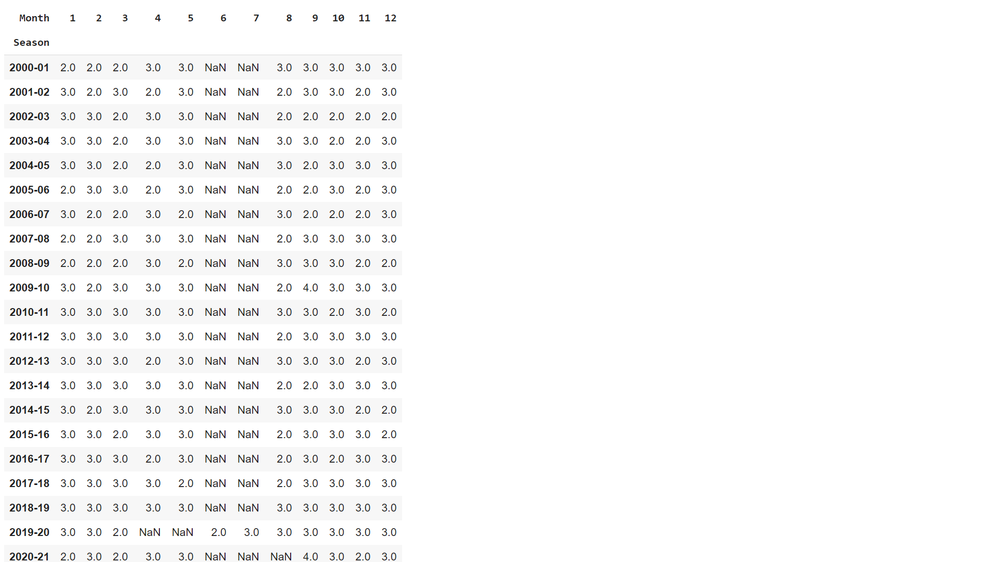 Month 1 2 3 4 5 6 7 8 9 10 11 12
Season
2000-01 2.0 2.0 2.0 3.0 3.0 NaN NaN 3.0 3.0 3.0 3.0 3.0
2001-02 3.0 2.0 3.0 2.0 3.0 NaN NaN 2.0 3.0 3.0 2.0 3.0
2002-03 3.0 3.0 2.0 3.0 3.0 NaN NaN 2.0 2.0 2.0 2.0 2.0
2003-04 3.0 3.0 2.0 3.0 3.0 NaN NaN 3.0 3.0 2.0 2.0 3.0
2004-05 3.0 3.0 2.0 2.0 3.0 NaN NaN 3.0 2.0 3.0 3.0 3.0
2005-06 2.0 3.0 3.0 2.0 3.0 NaN NaN 2.0 2.0 3.0 2.0 3.0
2006-07 3.0 2.0 2.0 3.0 2.0 NaN NaN 3.0 2.0 2.0 2.0 3.0
2007-08 2.0 2.0 3.0 3.0 3.0 NaN NaN 2.0 3.0 3.0 3.0 3.0
2008-09 2.0 2.0 2.0 3.0 2.0 NaN NaN 3.0 3.0 3.0 2.0 2.0
2009-10 3.0 2.0 3.0 3.0 3.0 NaN NaN 2.0 4.0 3.0 3.0 3.0
2010-11 3.0 3.0 3.0 3.0 3.0 NaN NaN 3.0 3.0 2.0 3.0 2.0
2011-12 3.0 3.0 3.0 3.0 3.0 NaN NaN 2.0 3.0 3.0 3.0 3.0
2012-13 3.0 3.0 3.0 2.0 3.0 NaN NaN 3.0 3.0 3.0 2.0 3.0
2013-14 3.0 3.0 3.0 3.0 3.0 NaN NaN 2.0 2.0 3.0 3.0 3.0
2014-15 3.0 2.0 3.0 3.0 3.0 NaN NaN 3.0 3.0 3.0 2.0 2.0
2015-16 3.0 3.0 2.0 3.0 3.0 NaN NaN 2.0 3.0 3.0 3.0 2.0
2016-17 3.0 3.0 3.0 2.0 3.0 NaN NaN 2.0 3.0 2.0 3.0 3.0
2017-18 3.0 3.0 3.0 3.0 2.0 NaN NaN 2.0 3.0 3.0 3.0 3.0
2018-19 3.0 3.0 3.0 3.0 3.0 NaN NaN 3.0 3.0 3.0 3.0 3.0
2019-20 3.0 3.0 2.0 NaN NaN 2.0 3.0 3.0 3.0 3.0 3.0 3.0
2020-21 2.0 3.0 2.0 3.0 3.0 NaN NaN NaN 4.0 3.0 2.0 3.0